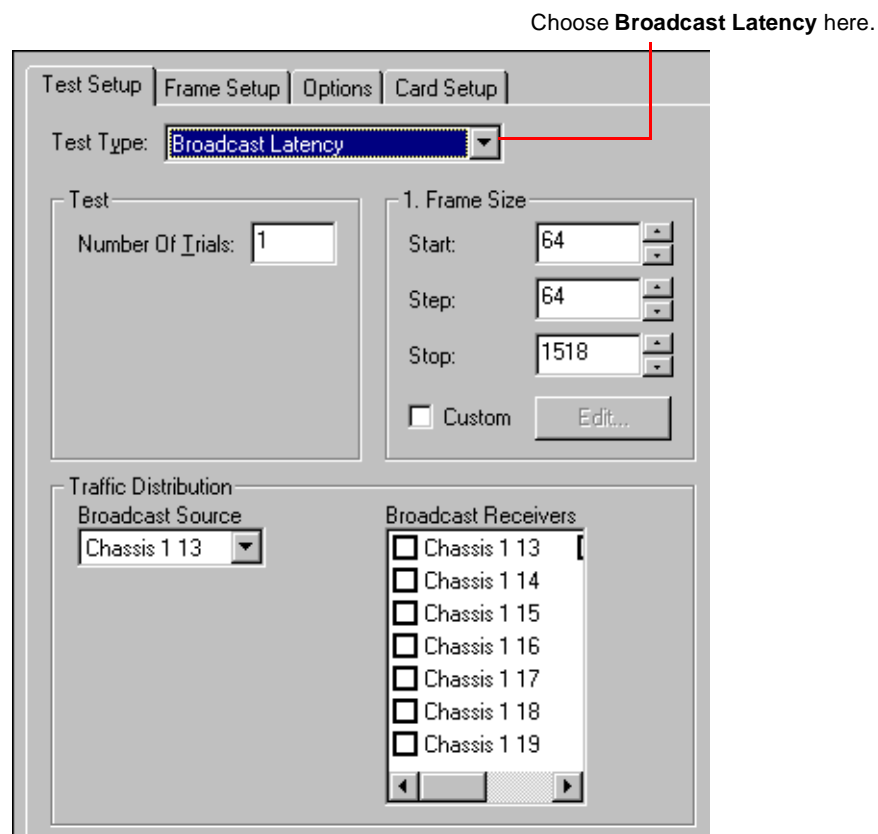 Choose Broadcast Latency here.
Test Setup Frame Setup Options Card Setup
Test Type: Broadcast Latency
Test
Number Of Trials: 1
1. Frame Size
Start: 64
Step: 64
Stop: 1518
Custom Edit...
Traffic Distribution
Broadcast Source
Chassis 1 13
Broadcast Receivers
Chassis 1 13
Chassis 1 14
Chassis 1 15
Chassis 1 16
Chassis 1 17
Chassis 1 18
Chassis 1 19